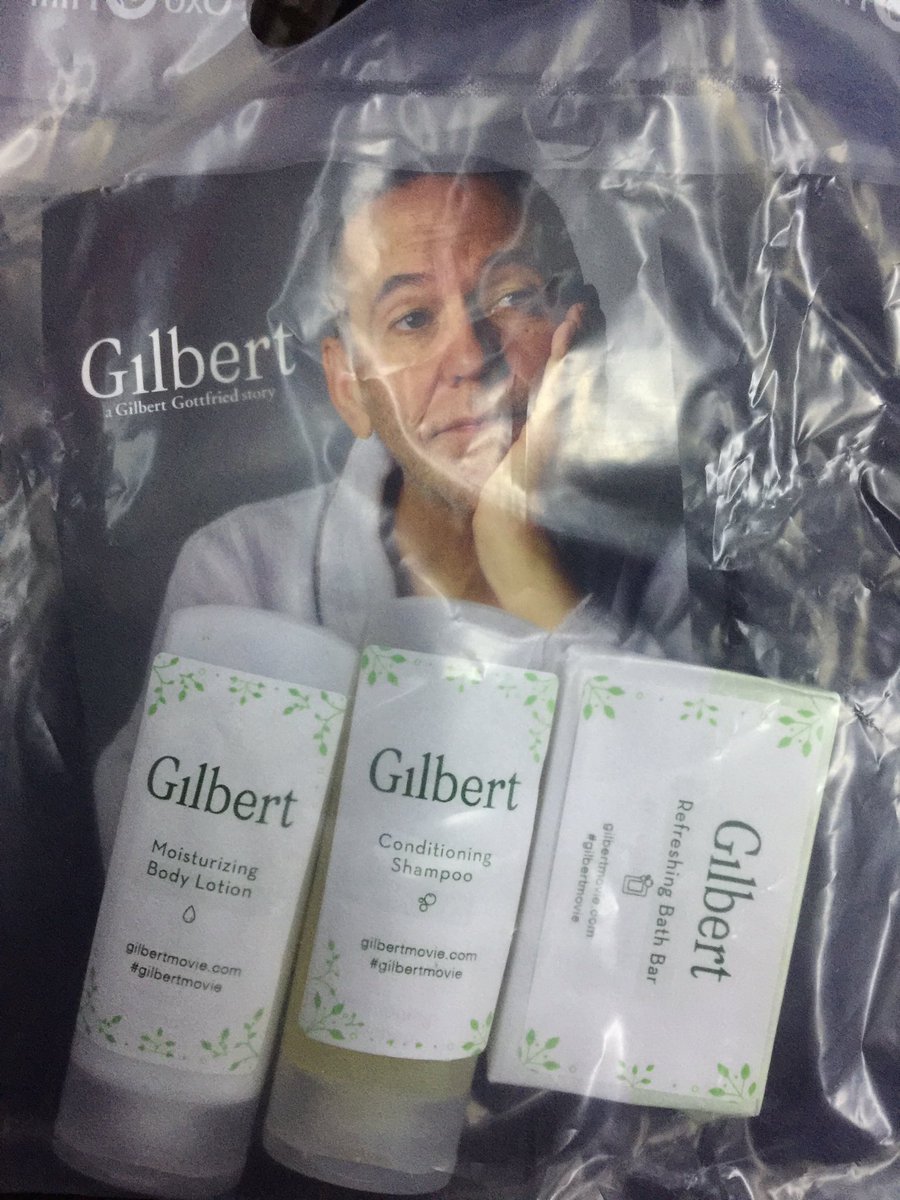 Gilbert
a Gilbert Gottfried story
Gilbert
Moisturizing
Body Lotion
gilbertmovie.com
#gilbertmovie
Gilbert
Conditioning
Shampoo
gilbertmovie.com
#gilbertmovie
Gilbert
Refreshing Bath Bar
gilbertmovie.com
#gilbertmovie